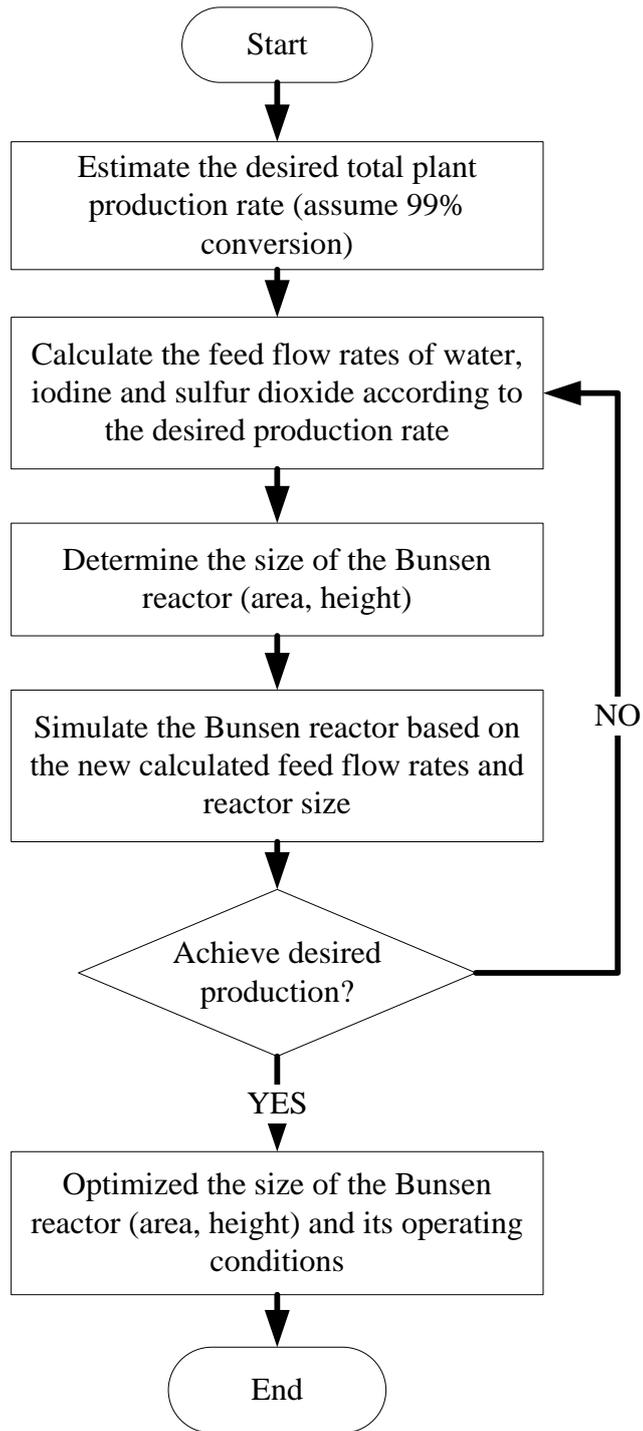 Start
Estimate the desired total plant
production rate (assume 99%
conversion)
Calculate the feed flow rates of water,
iodine and sulfur dioxide according to
the desired production rate
Determine the size of the Bunsen
reactor (area, height)
Simulate the Bunsen reactor based on
the new calculated feed flow rates and
reactor size
NO
Achieve desired
production?
YES
Optimized the size of the Bunsen
reactor (area, height) and its operating
conditions
End